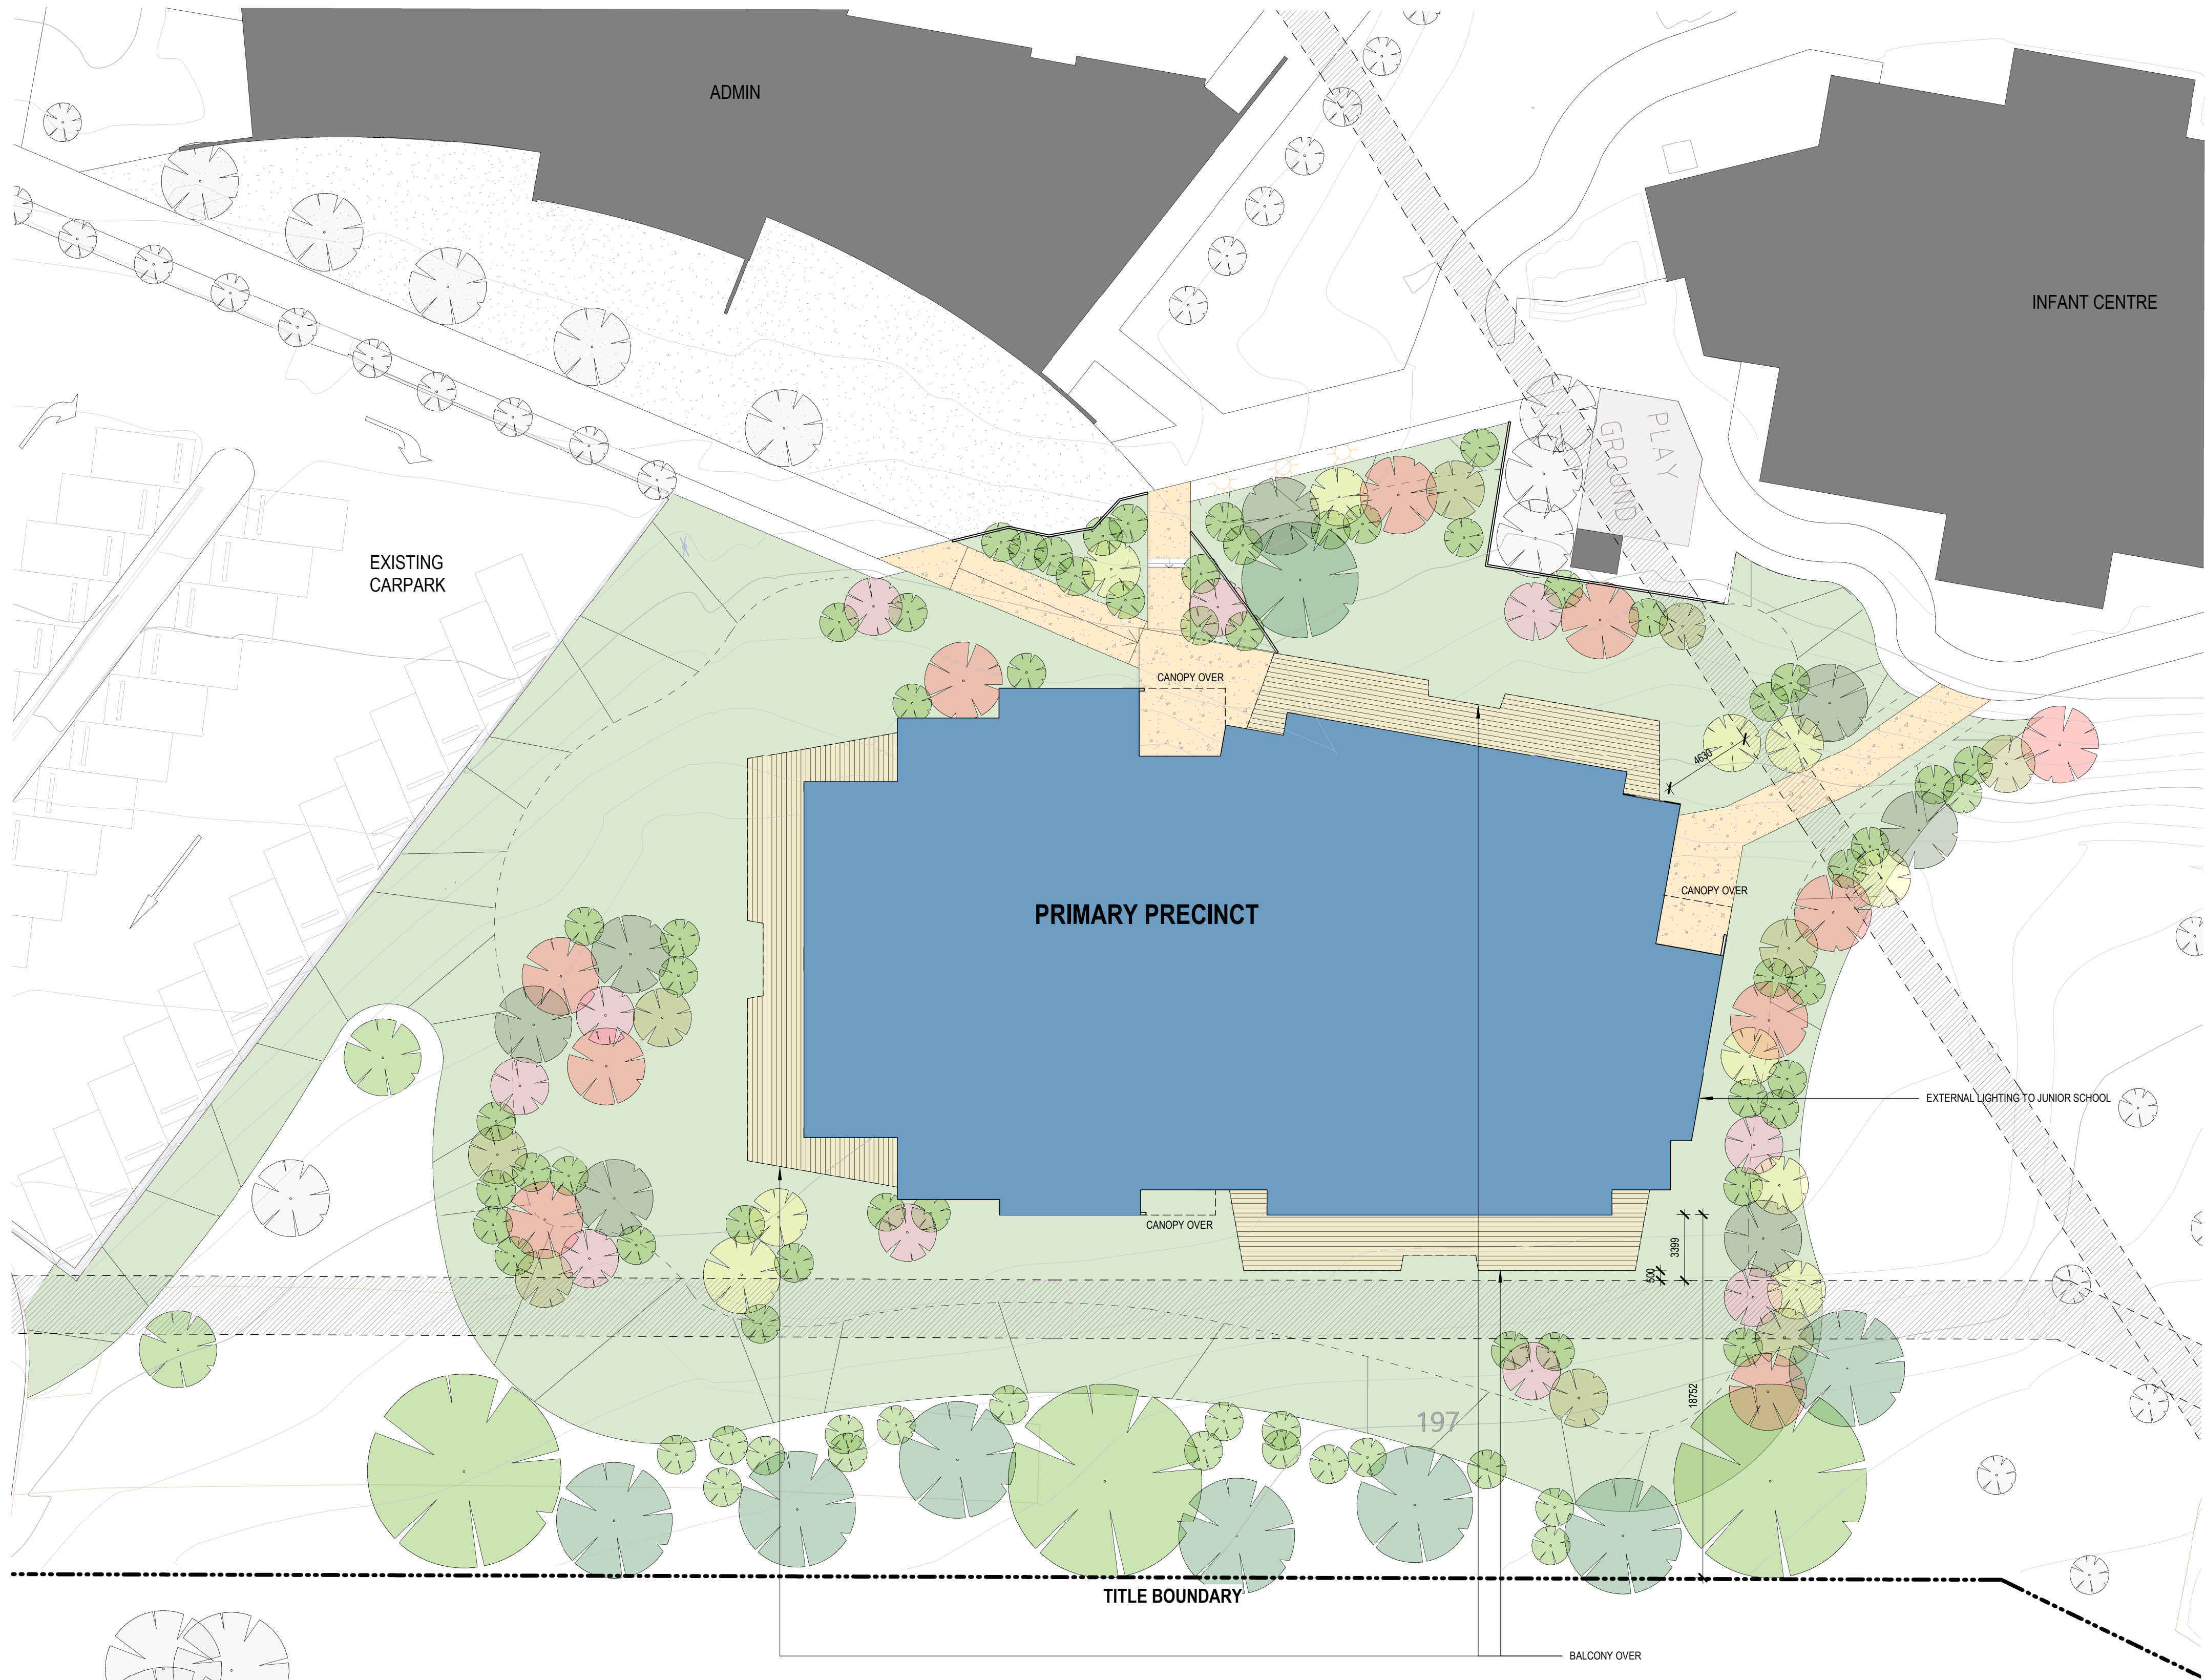 ADMIN
INFANT CENTRE
PLAY
GROUND
EXISTING
CARPARK
CANOPY OVER
4630
CANOPY OVER
PRIMARY PRECINCT
EXTERNAL LIGHTING TO JUNIOR SCHOOL
CANOPY OVER
3399
500
18752
197
TITLE BOUNDARY
BALCONY OVER